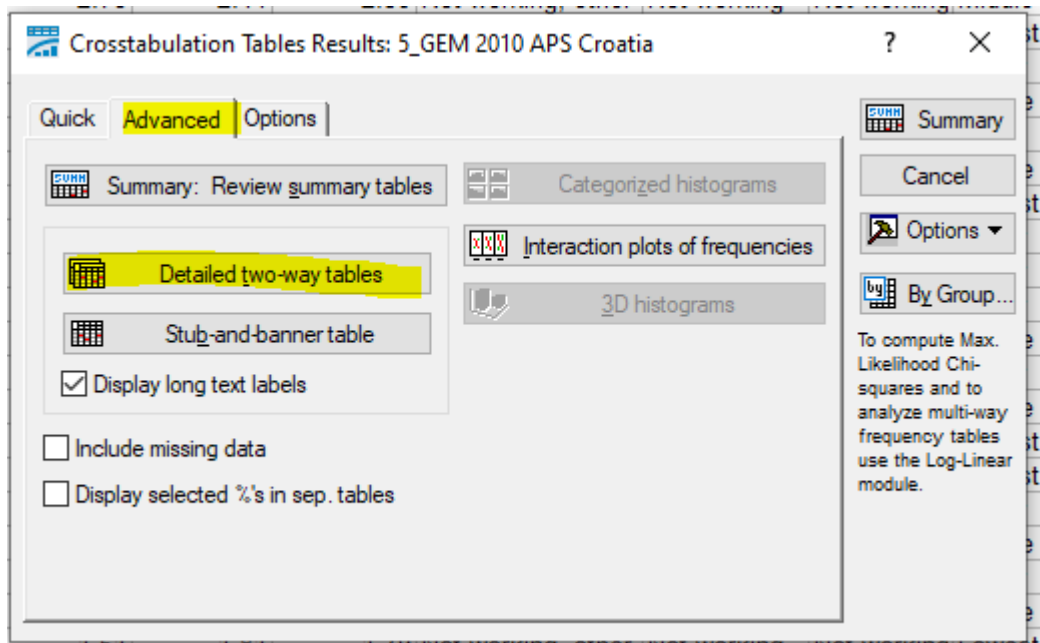 Crosstabulation Tables Results: 5_GEM 2010 APS Croatia
?
Quick
Advanced
Options
Summary: Review summary tables
Detailed two-way tables
Stub-and-banner table
Display long text labels
Include missing data
Display selected %'s in sep. tables
Categorized histograms
Interaction plots of frequencies
3D histograms
SUMM
Summary
Cancel
Options
By Group...
To compute Max.
Likelihood Chi-
squares and to
analyze multi-way
frequency tables
use the Log-Linear
module.